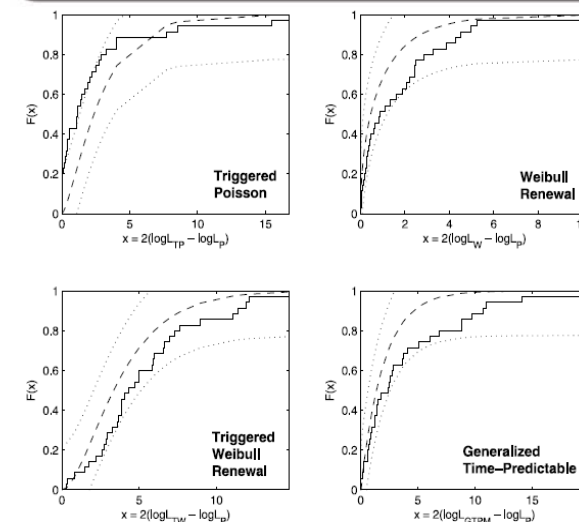 1
0.8
0.6
0.4
0.2
0
F(x)
Triggered
Poisson
0 5 10 15
x = 2(logL_TP − logL_P)
1
0.8
0.6
0.4
0.2
0
F(x)
Weibull
Renewal
0 2 4 6 8
x = 2(logL_W − logL_P)
1
0.8
0.6
0.4
0.2
0
F(x)
Triggered
Weibull
Renewal
0 5 10
x = 2(logL_TW − logL_P)
1
0.8
0.6
0.4
0.2
0
F(x)
Generalized
Time−Predictable
0 5 10 15
x = 2(logL_GTPM − logL_P)